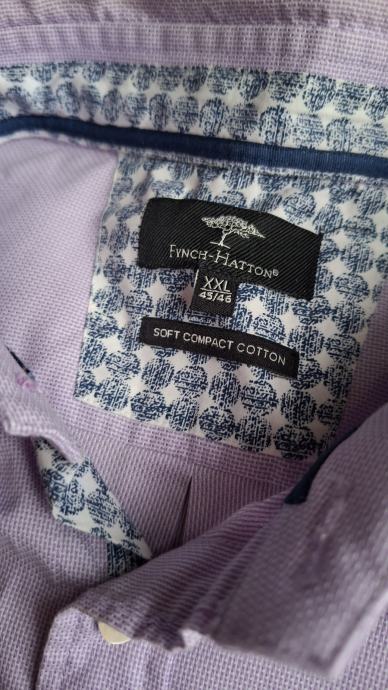 FYNCH-HATTON®
XXL
45/46
SOFT COMPACT COTTON